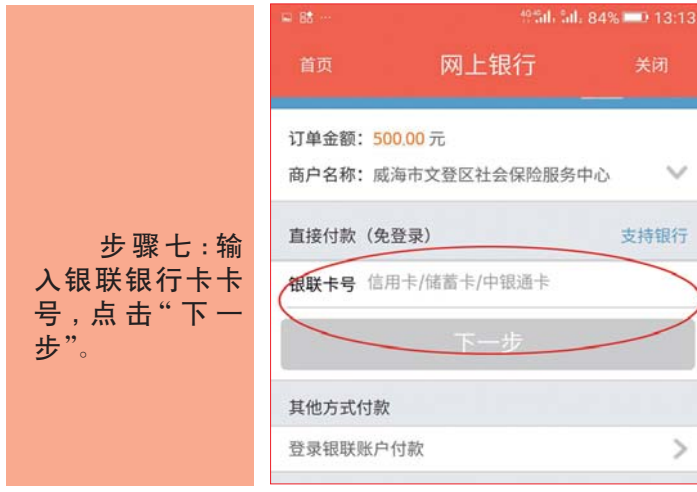 步骤七:输
入银联银行卡卡
号,点击“下一
步”。
84% 13:13
首页 网上银行 关闭
订单金额: 500.00 元
商户名称: 威海市文登区社会保险服务中心
直接付款（免登录） 支持银行
银联卡号 信用卡/储蓄卡/中银通卡
下一步
其他方式付款
登录银联账户付款